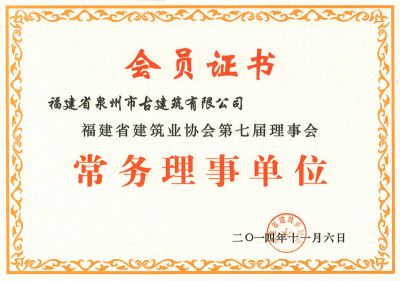 会员证书
福建省泉州市古建筑有限公司
福建省建筑业协会第七届理事会
常务理事单位
二〇一四年十一月六日